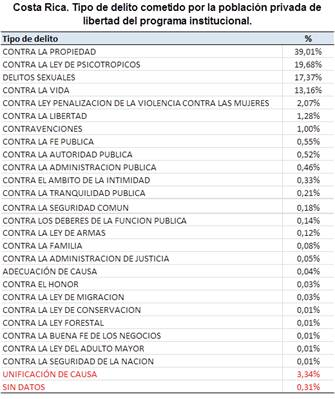 Costa Rica. Tipo de delito cometido por la población privada de
libertad del programa institucional.
Tipo de delito %
CONTRA LA PROPIEDAD 39,01%
CONTRA LA LEY DE PSICOTROPICOS 19,68%
DELITOS SEXUALES 17,37%
CONTRA LA VIDA 13,16%
CONTRA LEY PENALIZACION DE LA VIOLENCIA CONTRA LAS MUJERES 2,07%
CONTRA LA LIBERTAD 1,28%
CONTRAVENCIONES 1,00%
CONTRA LA FE PUBLICA 0,55%
CONTRA LA AUTORIDAD PUBLICA 0,52%
CONTRA LA ADMINISTRACION PUBLICA 0,46%
CONTRA EL AMBITO DE LA INTIMIDAD 0,33%
CONTRA LA TRANQUILIDAD PUBLICA 0,21%
CONTRA LA SEGURIDAD COMUN 0,18%
CONTRA LOS DEBERES DE LA FUNCION PUBLICA 0,14%
CONTRA LA LEY DE ARMAS 0,12%
CONTRA LA FAMILIA 0,08%
CONTRA LA ADMINISTRACION DE JUSTICIA 0,05%
ADECUACIÓN DE CAUSA 0,04%
CONTRA EL HONOR 0,03%
CONTRA LA LEY DE MIGRACION 0,03%
CONTRA LA LEY DE CONSERVACION 0,01%
CONTRA LA LEY FORESTAL 0,01%
CONTRA LA BUENA FE DE LOS NEGOCIOS 0,01%
CONTRA LA LEY DEL ADULTO MAYOR 0,01%
CONTRA LA SEGURIDAD DE LA NACION 0,01%
UNIFICACIÓN DE CAUSA 3,34%
SIN DATOS 0,31%